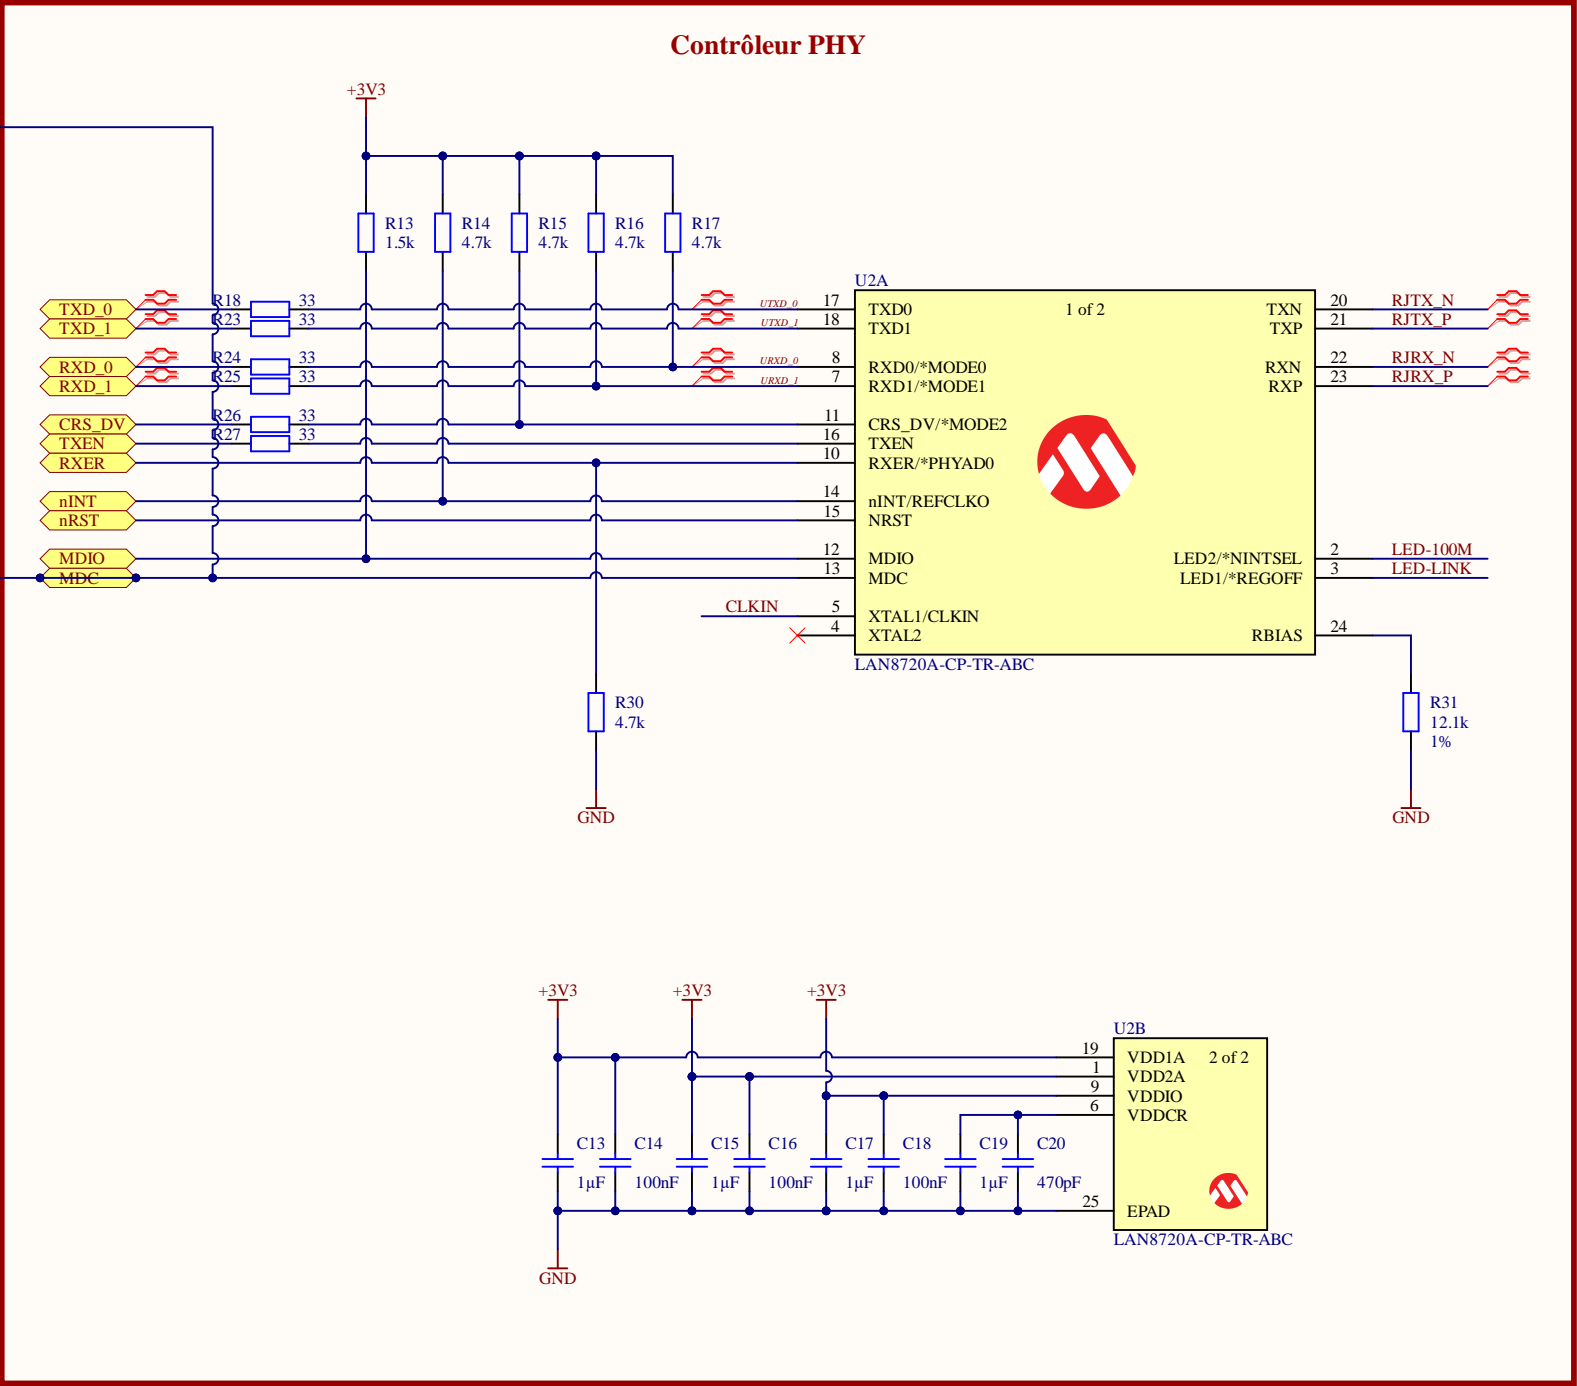 Contrôleur PHY
+3V3
R13
1.5k
R14
4.7k
R15
4.7k
R16
4.7k
R17
4.7k
U2A
TXD_0
R18
33
UTXD_0
17
TXD0
1 of 2
TXN
20
RJTX_N
TXD_1
R23
33
UTXD_1
18
TXD1
TXP
21
RJTX_P
RXD_0
R24
33
URXD_0
8
RXD0/*MODE0
RXN
22
RJRX_N
RXD_1
R25
33
URXD_1
7
RXD1/*MODE1
RXP
23
RJRX_P
CRS_DV
R26
33
11
CRS_DV/*MODE2
TXEN
R27
33
16
TXEN
RXER
10
RXER/*PHYAD0
nINT
14
nINT/REFCLKO
nRST
15
NRST
MDIO
12
MDIO
LED2/*NINTSEL
2
LED-100M
MDC
13
MDC
LED1/*REGOFF
3
LED-LINK
CLKIN
5
XTAL1/CLKIN
4
XTAL2
RBIAS
24
LAN8720A-CP-TR-ABC
R30
4.7k
GND
R31
12.1k
1%
GND
+3V3
+3V3
+3V3
U2B
19
VDD1A
2 of 2
1
VDD2A
9
VDDIO
6
VDDCR
C13
1µF
C14
100nF
C15
1µF
C16
100nF
C17
1µF
C18
100nF
C19
1µF
C20
470pF
25
EPAD
LAN8720A-CP-TR-ABC
GND